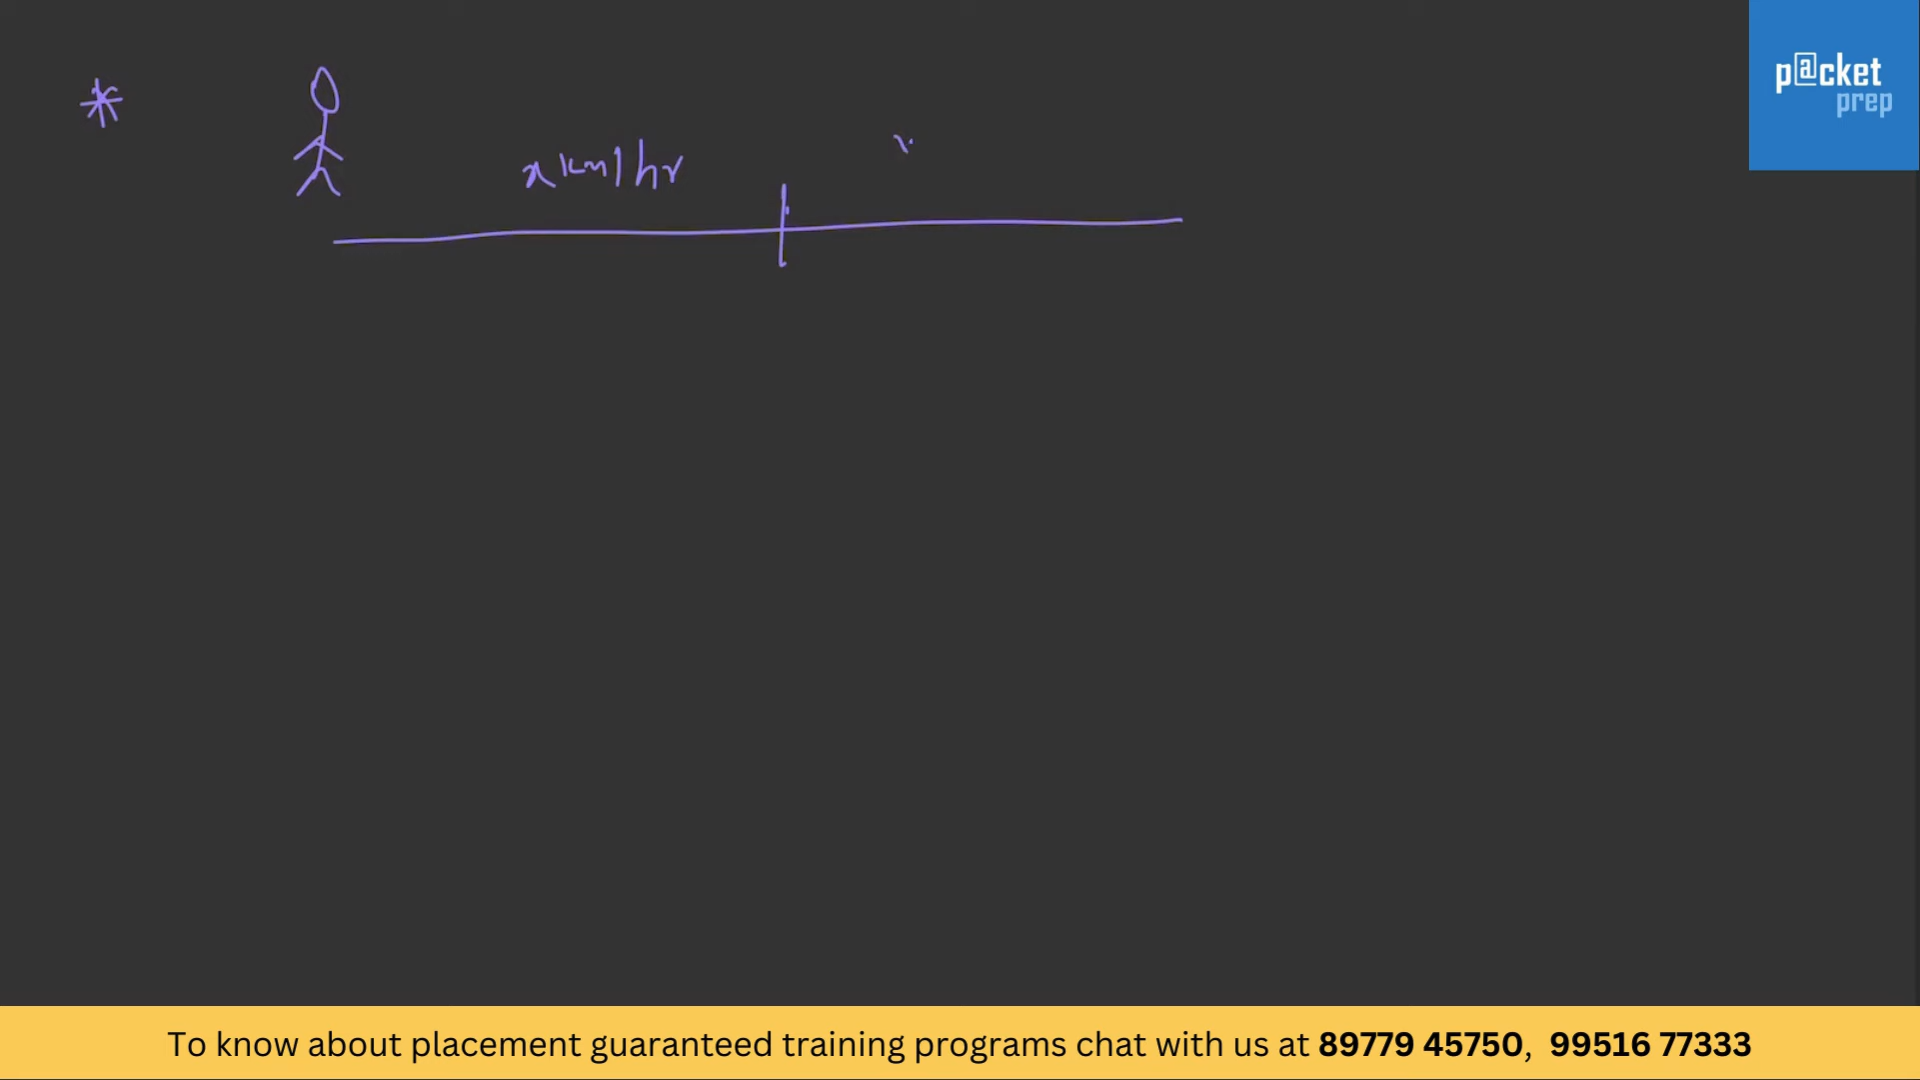 *
x km/hr
p@cket
prep
To know about placement guaranteed training programs chat with us at 89779 45750, 99516 77333